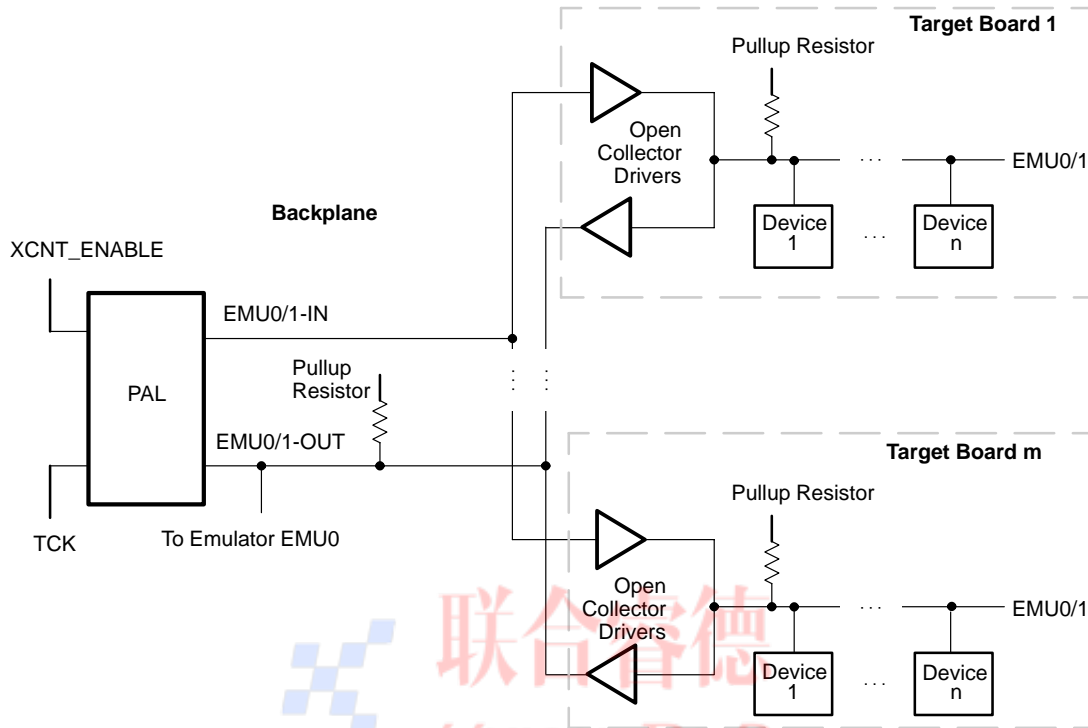 Target Board 1
Pullup Resistor
Open
Collector
Drivers
EMU0/1
Device
1
. . .
Device
n
Backplane
XCNT_ENABLE
EMU0/1-IN
PAL
Pullup
Resistor
EMU0/1-OUT
TCK
To Emulator EMU0
Target Board m
Pullup Resistor
Open
Collector
Drivers
EMU0/1
Device
1
. . .
Device
n
联合睿德